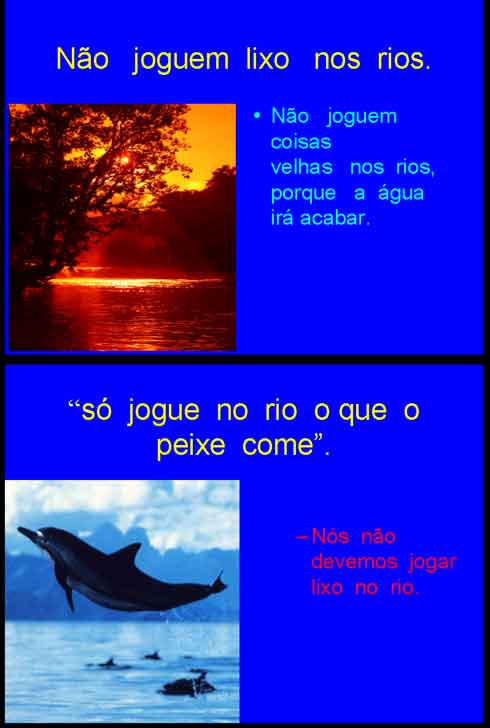 Não joguem lixo nos rios.
• Não joguem
coisas
velhas nos rios,
porque a água
irá acabar.
“só jogue no rio o que o
peixe come”.
– Nós não
devemos jogar
lixo no rio.